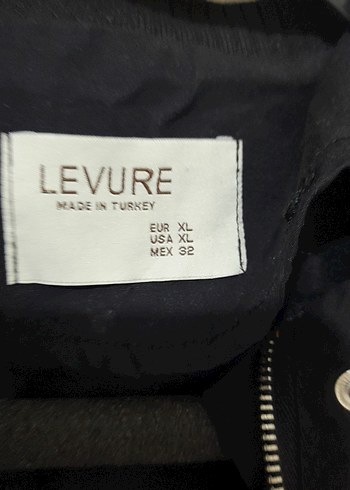 LEVURE
MADE IN TURKEY
EUR XL
USA XL
MEX 32